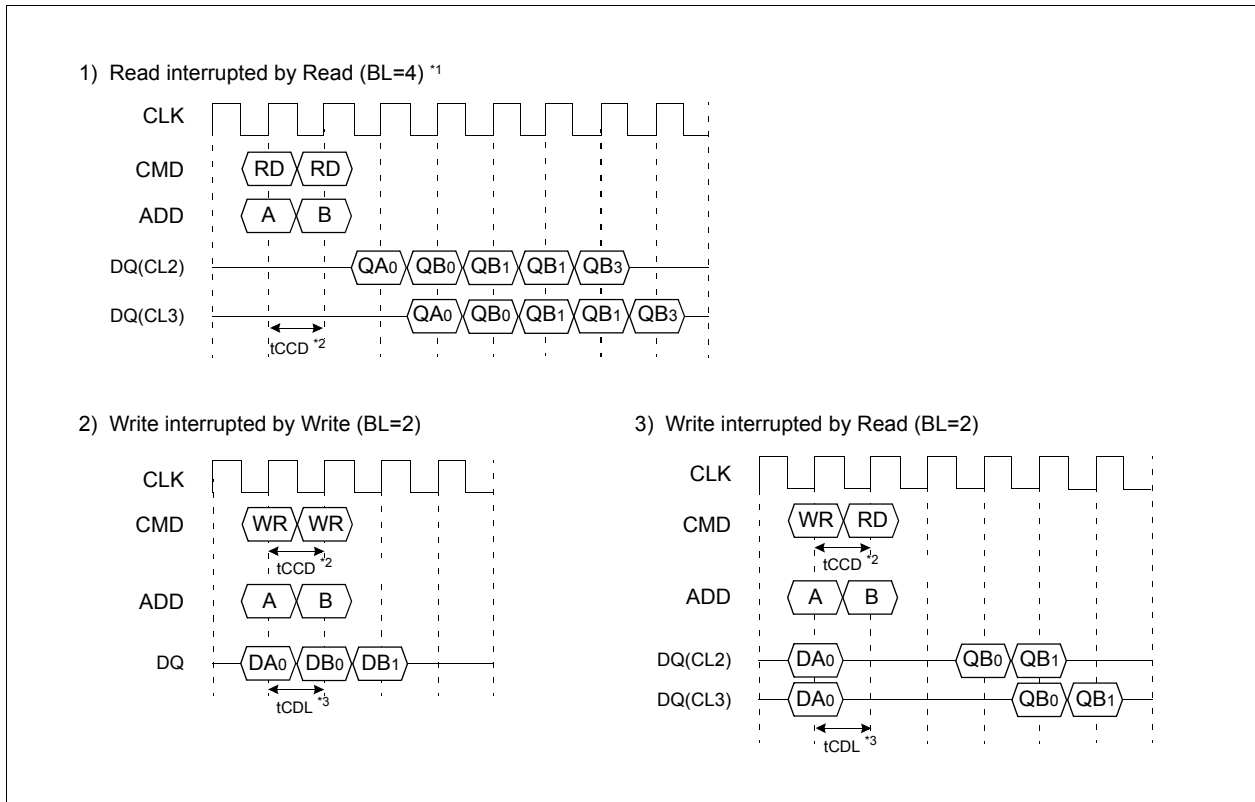 1) Read interrupted by Read (BL=4) *1
CLK
CMD RD RD
ADD A B
DQ(CL2) QA0 QB0 QB1 QB1 QB3
DQ(CL3) QA0 QB0 QB1 QB1 QB3
tCCD *2
2) Write interrupted by Write (BL=2)
CLK
CMD WR WR
tCCD *2
ADD A B
DQ DA0 DB0 DB1
tCDL *3
3) Write interrupted by Read (BL=2)
CLK
CMD WR RD
tCCD *2
ADD A B
DQ(CL2) DA0 QB0 QB1
DQ(CL3) DA0 QB0 QB1
tCDL *3